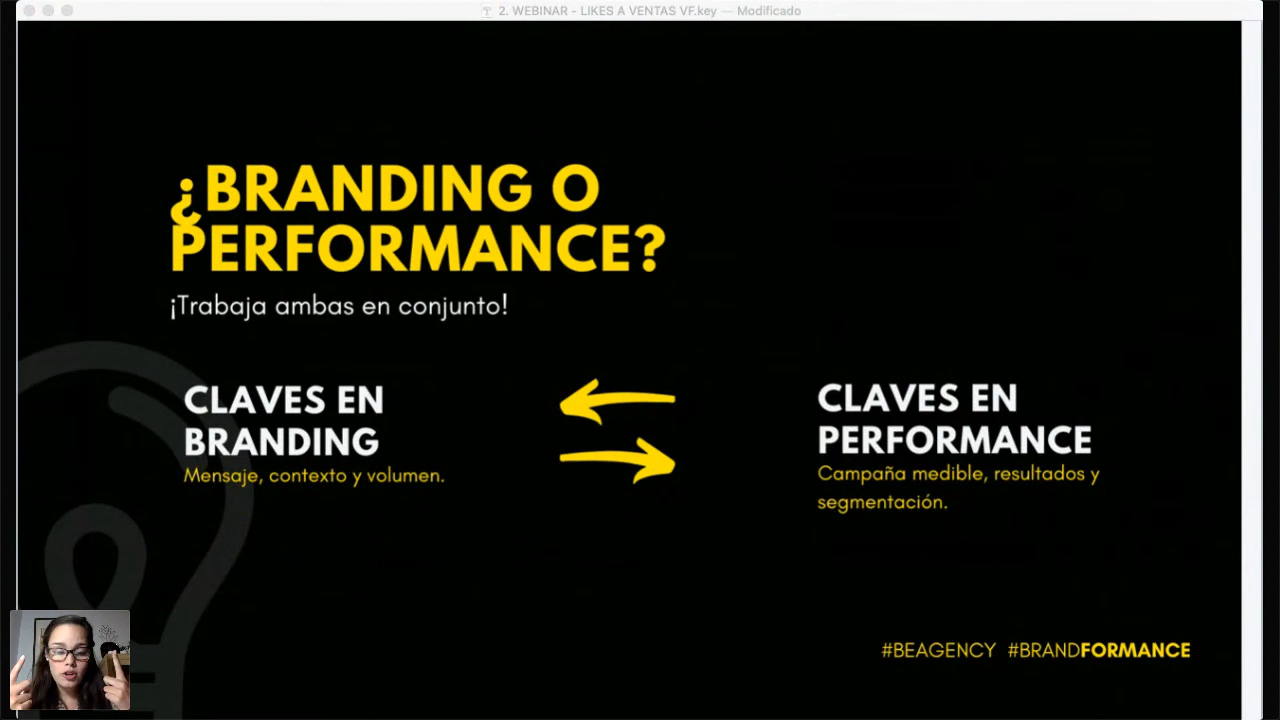 2. WEBINAR - LIKES A VENTAS VF.key — Modificado
¿BRANDING O
PERFORMANCE?
¡Trabaja ambas en conjunto!
CLAVES EN
BRANDING
Mensaje, contexto y volumen.
CLAVES EN
PERFORMANCE
Campaña medible, resultados y
segmentación.
#BEAGENCY #BRANDFORMANCE